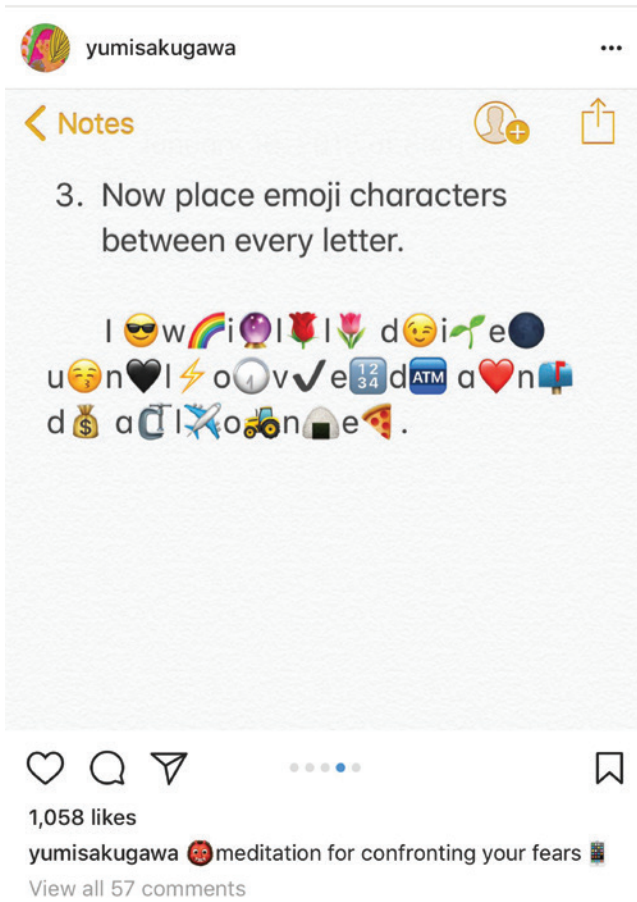 yumisakugawa
Notes
3. Now place emoji characters
between every letter.
I 😎w🌈i🔮l🌹l🌷 d😉i🌱e🌑
u😚n🖤l⚡o🕢v✔️e🔢d🏧 a❤️n📫
d💰 a🗜️l✈️o🚜n🍙e🍕.
1,058 likes
yumisakugawa 👹meditation for confronting your fears 📱
View all 57 comments